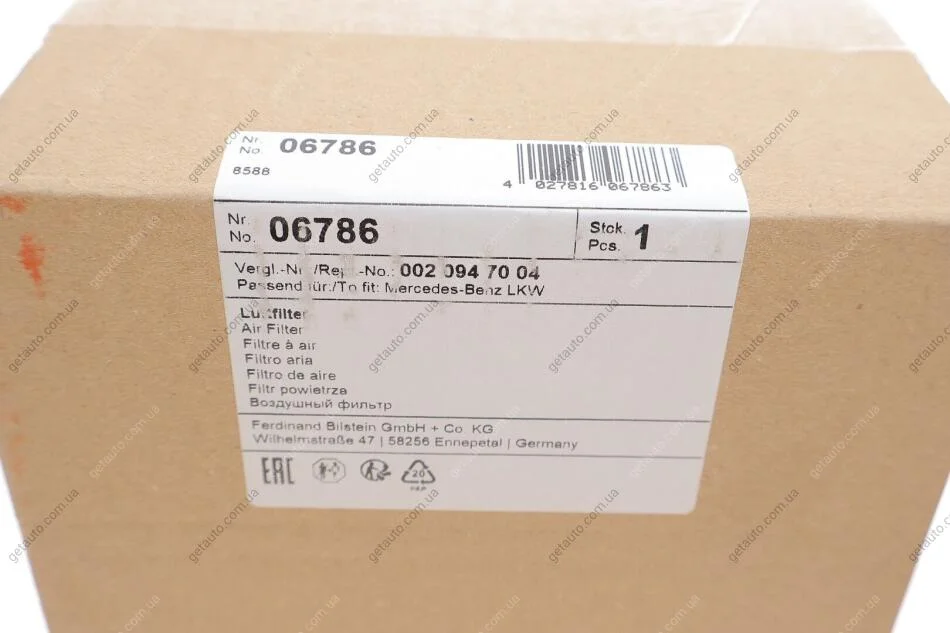 Nr.
No. 06786
8588
4 027816 067863
Nr.
No. 06786
Stck.
Pcs. 1
Vergl.-Nr./Repl.-No.: 002 094 70 04
Passend für:/To fit: Mercedes-Benz LKW
Luftfilter
Air Filter
Filtre à air
Filtro aria
Filtro de aire
Filtr powietrza
Воздушный фильтр
Ferdinand Bilstein GmbH + Co. KG
Wilhelmstraße 47 | 58256 Ennepetal | Germany
EAC
20
PAP
getauto.com.ua